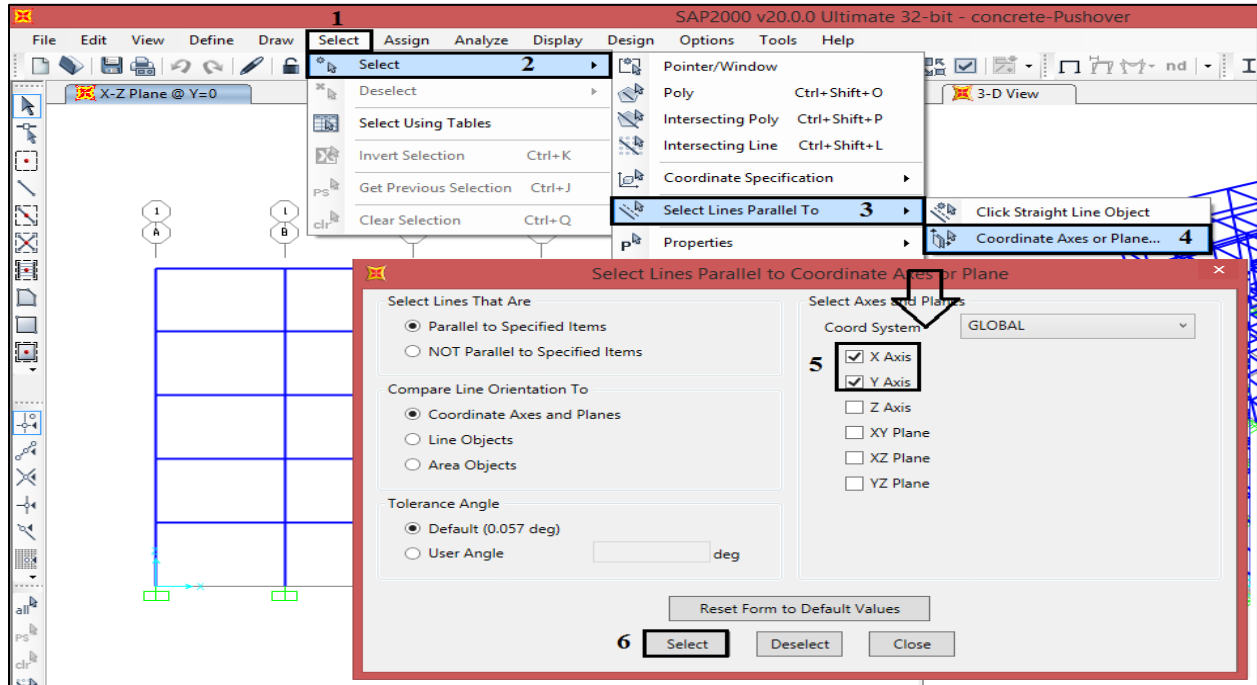 1
SAP2000 v20.0.0 Ultimate 32-bit - concrete-Pushover
File Edit View Define Draw Select Assign Analyze Display Design Options Tools Help
Select 2
Deselect
Select Using Tables
Invert Selection Ctrl+K
Get Previous Selection Ctrl+J
Clear Selection Ctrl+Q
Pointer/Window
Poly Ctrl+Shift+O
Intersecting Poly Ctrl+Shift+P
Intersecting Line Ctrl+Shift+L
Coordinate Specification
Select Lines Parallel To 3
Properties
Click Straight Line Object
Coordinate Axes or Plane... 4
nd
X-Z Plane @ Y=0
3-D View
PS
clr
P
1
A
1
B
X
Select Lines Parallel to Coordinate Axes or Plane
Select Lines That Are
Parallel to Specified Items
NOT Parallel to Specified Items
Compare Line Orientation To
Coordinate Axes and Planes
Line Objects
Area Objects
Tolerance Angle
Default (0.057 deg)
User Angle deg
Select Axes and Planes
Coord System GLOBAL
5
X Axis
Y Axis
Z Axis
XY Plane
XZ Plane
YZ Plane
Reset Form to Default Values
6 Select Deselect Close
all
PS
clr